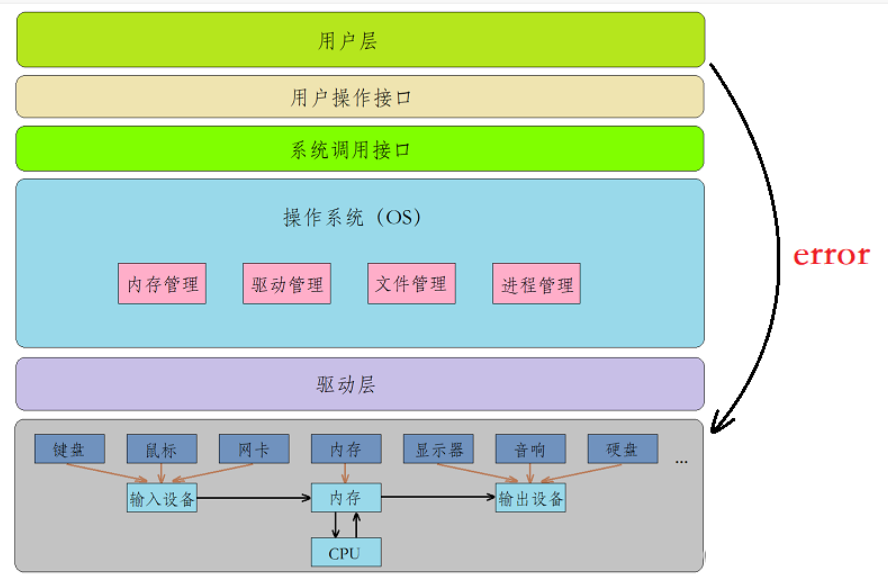 用户层
用户操作接口
系统调用接口
error
操作系统（OS）
内存管理 驱动管理 文件管理 进程管理
驱动层
键盘 鼠标 网卡 内存 显示器 音响 硬盘 ...
输入设备 内存 输出设备
CPU